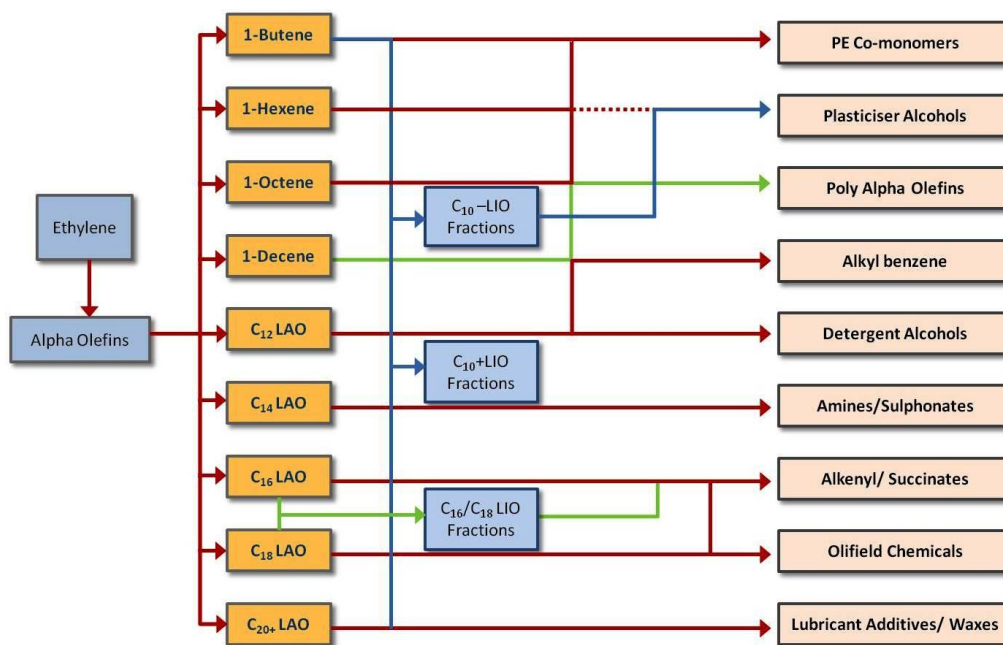 1-Butene
PE Co-monomers
1-Hexene
Plasticiser Alcohols
1-Octene
Poly Alpha Olefins
C₁₀–LIO
Fractions
Ethylene
1-Decene
Alkyl benzene
Alpha Olefins
C₁₂ LAO
Detergent Alcohols
C₁₀+LIO
Fractions
C₁₄ LAO
Amines/Sulphonates
C₁₆ LAO
Alkenyl/ Succinates
C₁₆/C₁₈ LIO
Fractions
C₁₈ LAO
Olifield Chemicals
C₂₀₊ LAO
Lubricant Additives/ Waxes